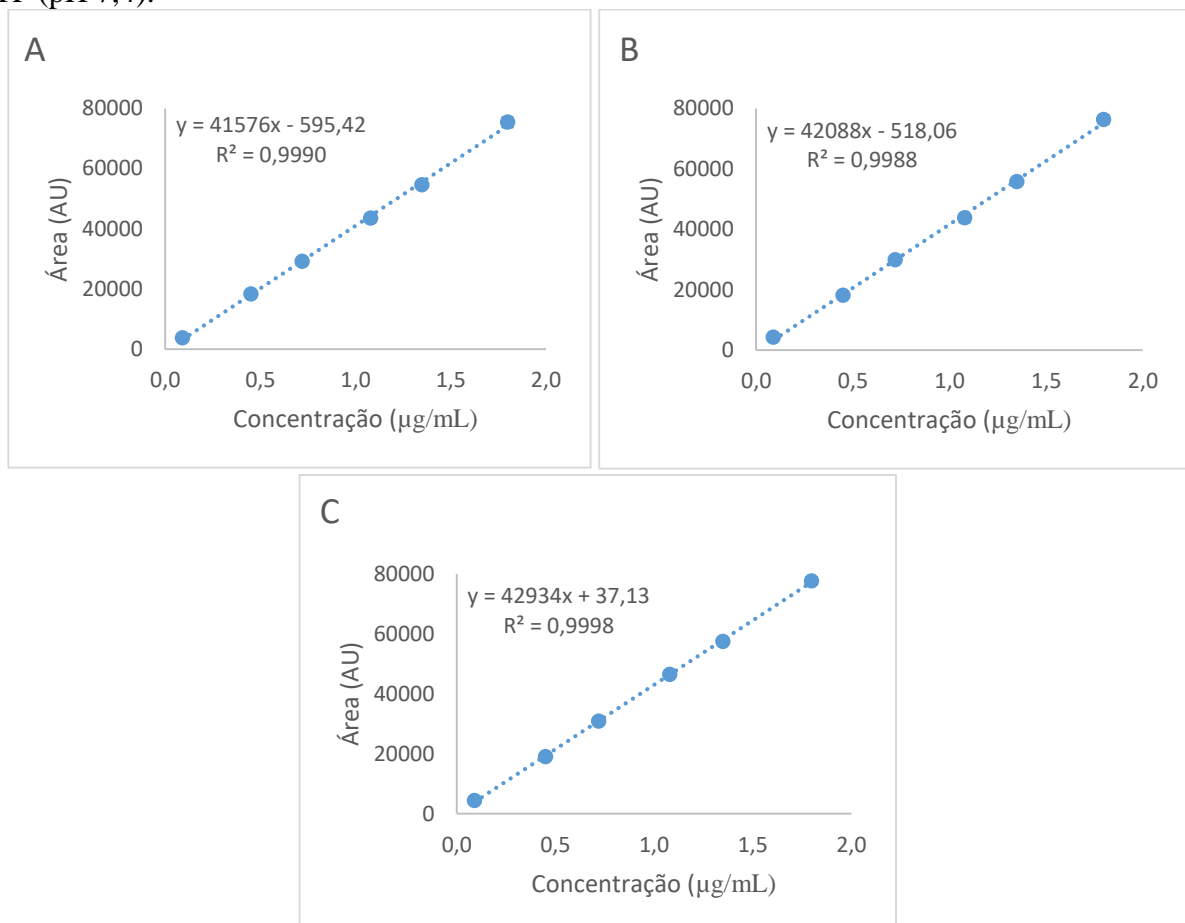 (pH 7,4).
A
Área (AU)
80000
60000
40000
20000
0
y = 41576x - 595,42
R² = 0,9990
0,0 0,5 1,0 1,5 2,0
Concentração (µg/mL)
B
Área (AU)
80000
60000
40000
20000
0
y = 42088x - 518,06
R² = 0,9988
0,0 0,5 1,0 1,5 2,0
Concentração (µg/mL)
C
Área (AU)
80000
60000
40000
20000
0
y = 42934x + 37,13
R² = 0,9998
0,0 0,5 1,0 1,5 2,0
Concentração (µg/mL)